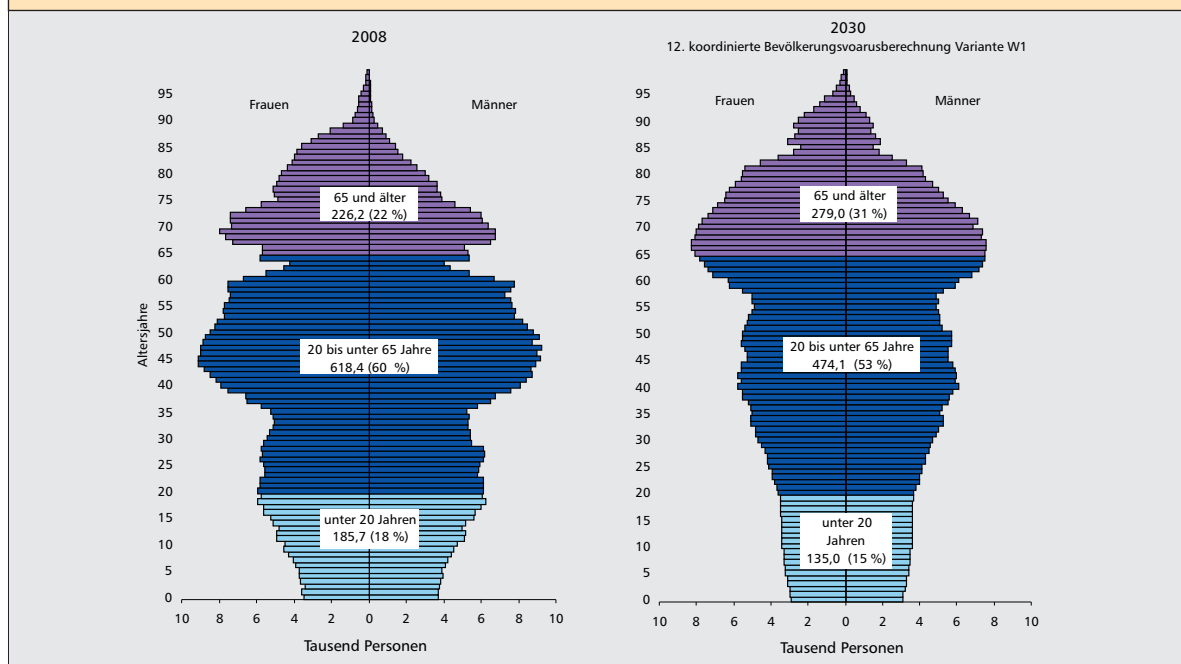 2008
Frauen
Männer
Altersjahre
95
90
85
80
75
70
65
60
55
50
45
40
35
30
25
20
15
10
5
0
65 und älter
226,2 (22 %)
20 bis unter 65 Jahre
618,4 (60 %)
unter 20 Jahren
185,7 (18 %)
10 8 6 4 2 0 2 4 6 8 10
Tausend Personen
2030
12. koordinierte Bevölkerungsvoarusberechnung Variante W1
Frauen
Männer
95
90
85
80
75
70
65
60
55
50
45
40
35
30
25
20
15
10
5
0
65 und älter
279,0 (31 %)
20 bis unter 65 Jahre
474,1 (53 %)
unter 20
Jahren
135,0 (15 %)
10 8 6 4 2 0 2 4 6 8 10
Tausend Personen